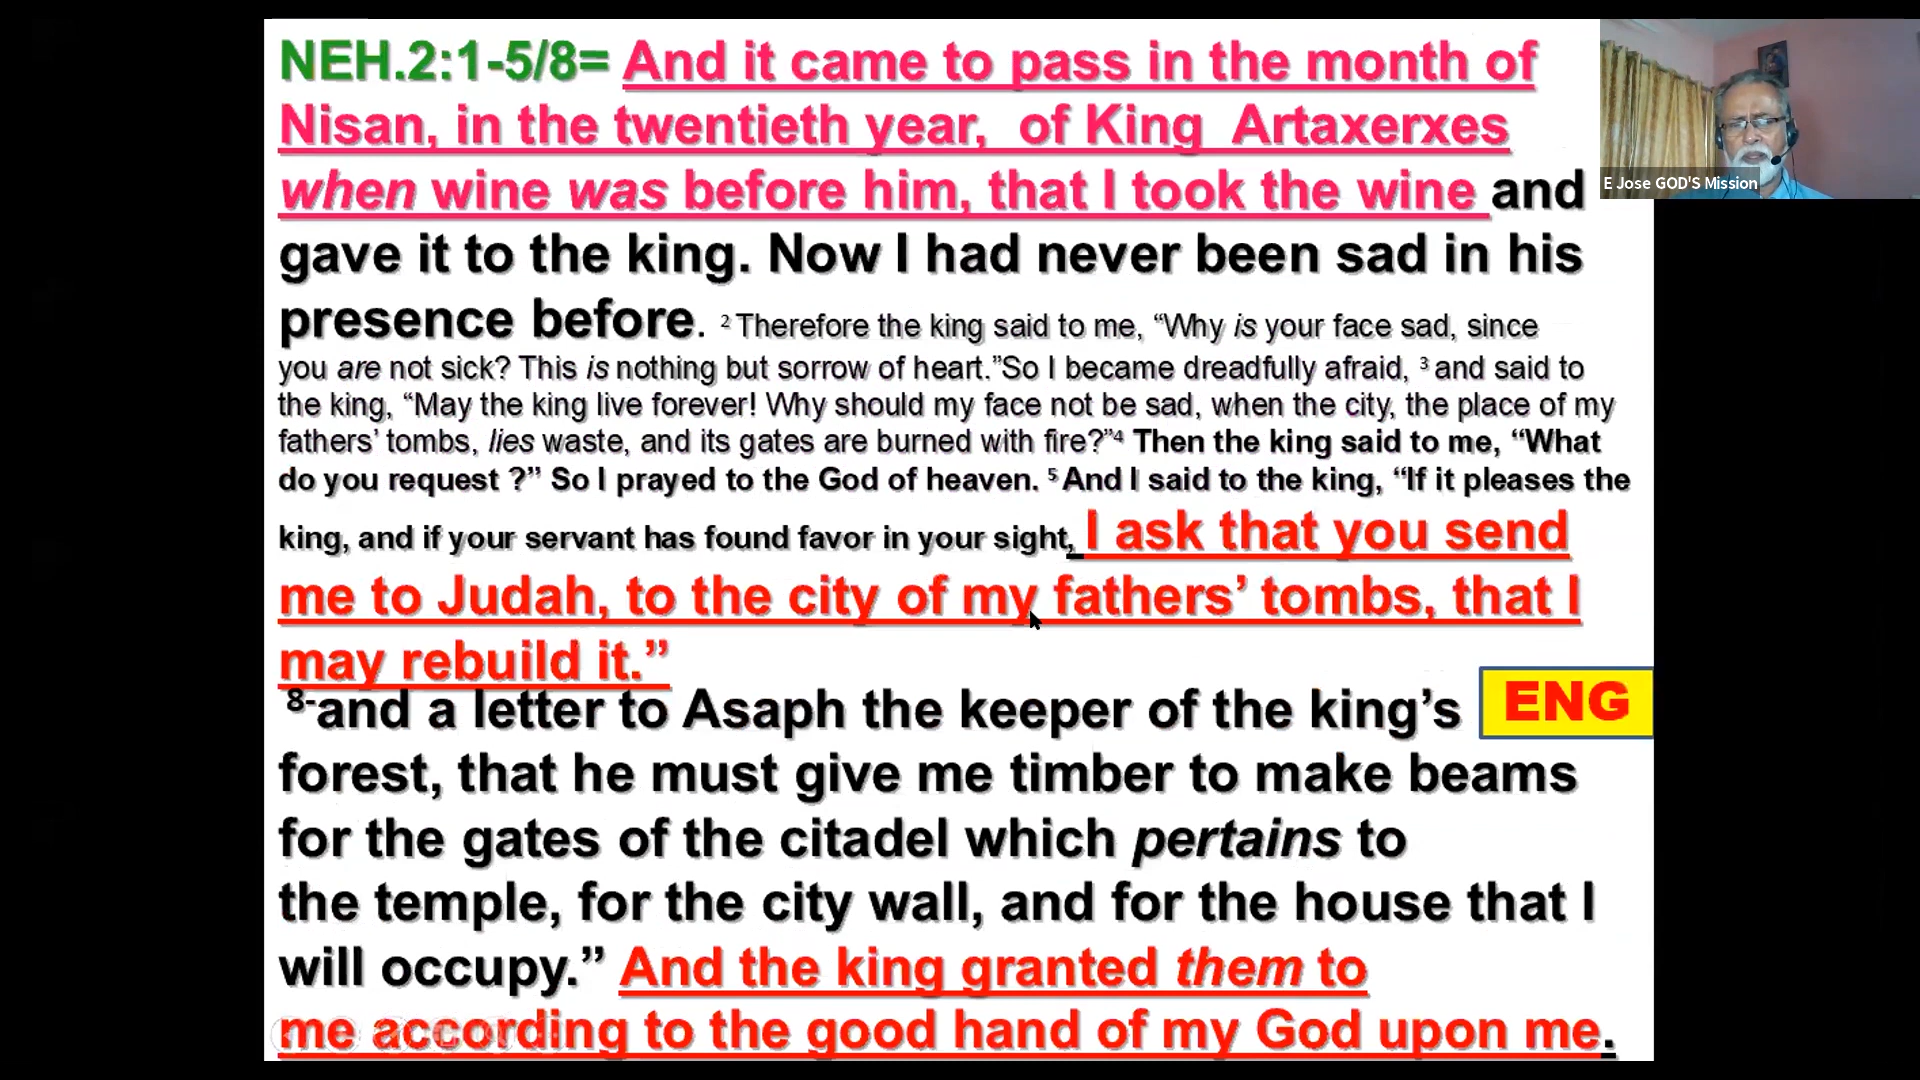 NEH.2:1-5/8= And it came to pass in the month of
Nisan, in the twentieth year,  of King  Artaxerxes
when wine was before him, that I took the wine and
gave it to the king. Now I had never been sad in his
presence before. ² Therefore the king said to me, “Why is your face sad, since
you are not sick? This is nothing but sorrow of heart.”So I became dreadfully afraid, ³ and said to
the king, “May the king live forever! Why should my face not be sad, when the city, the place of my
fathers’ tombs, lies waste, and its gates are burned with fire?”⁴ Then the king said to me, “What
do you request ?” So I prayed to the God of heaven. ⁵ And I said to the king, “If it pleases the
king, and if your servant has found favor in your sight, I ask that you send
me to Judah, to the city of my fathers’ tombs, that I
may rebuild it.”
⁸⁻and a letter to Asaph the keeper of the king’s
forest, that he must give me timber to make beams
for the gates of the citadel which pertains to
the temple, for the city wall, and for the house that I
will occupy.” And the king granted them to
me according to the good hand of my God upon me.
ENG
E Jose GOD'S Mission